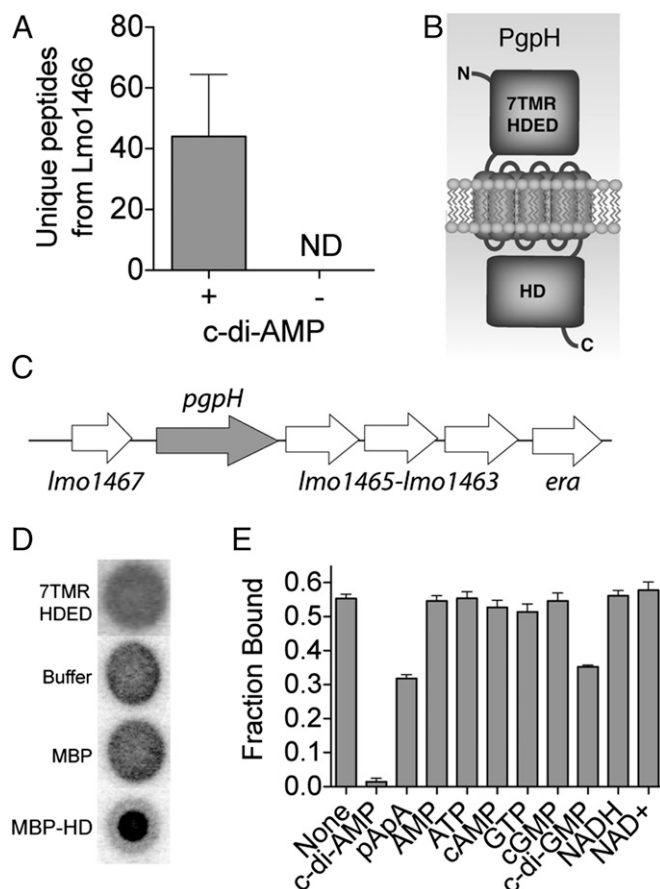 A
Unique peptides
from Lmo1466
80
60
40
20
0
ND
+ -
c-di-AMP
B
PgpH
N
7TMR
HDED
HD
C
C
pgpH
lmo1467
lmo1465-lmo1463
era
D
7TMR
HDED
Buffer
MBP
MBP-HD
E
Fraction Bound
0.6
0.5
0.4
0.3
0.2
0.1
0.0
None
c-di-AMP
pApA
AMP
ATP
cAMP
GTP
cGMP
c-di-GMP
NADH
NAD+